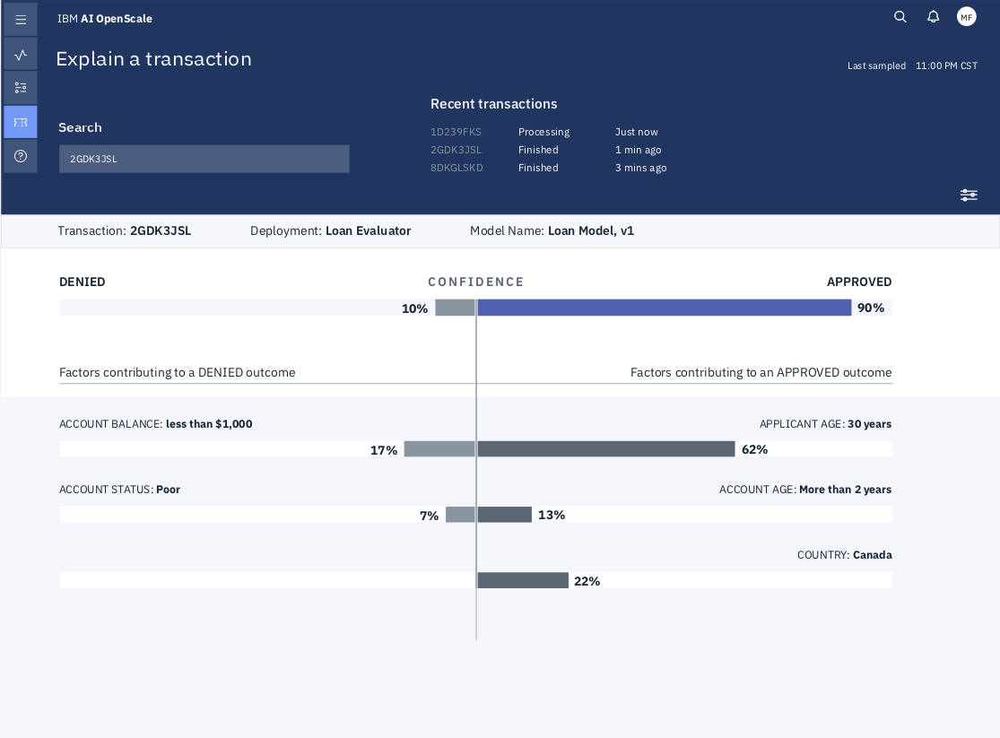 IBM AI OpenScale
MF
Explain a transaction
Last sampled 11:00 PM CST
Search
2GDK3JSL
Recent transactions
1D239FKS Processing Just now
2GDK3JSL Finished 1 min ago
8DKGLSKD Finished 3 mins ago
Transaction: 2GDK3JSL Deployment: Loan Evaluator Model Name: Loan Model, v1
DENIED CONFIDENCE APPROVED
10% 90%
Factors contributing to a DENIED outcome Factors contributing to an APPROVED outcome
ACCOUNT BALANCE: less than $1,000 APPLICANT AGE: 30 years
17% 62%
ACCOUNT STATUS: Poor ACCOUNT AGE: More than 2 years
7% 13%
COUNTRY: Canada
22%